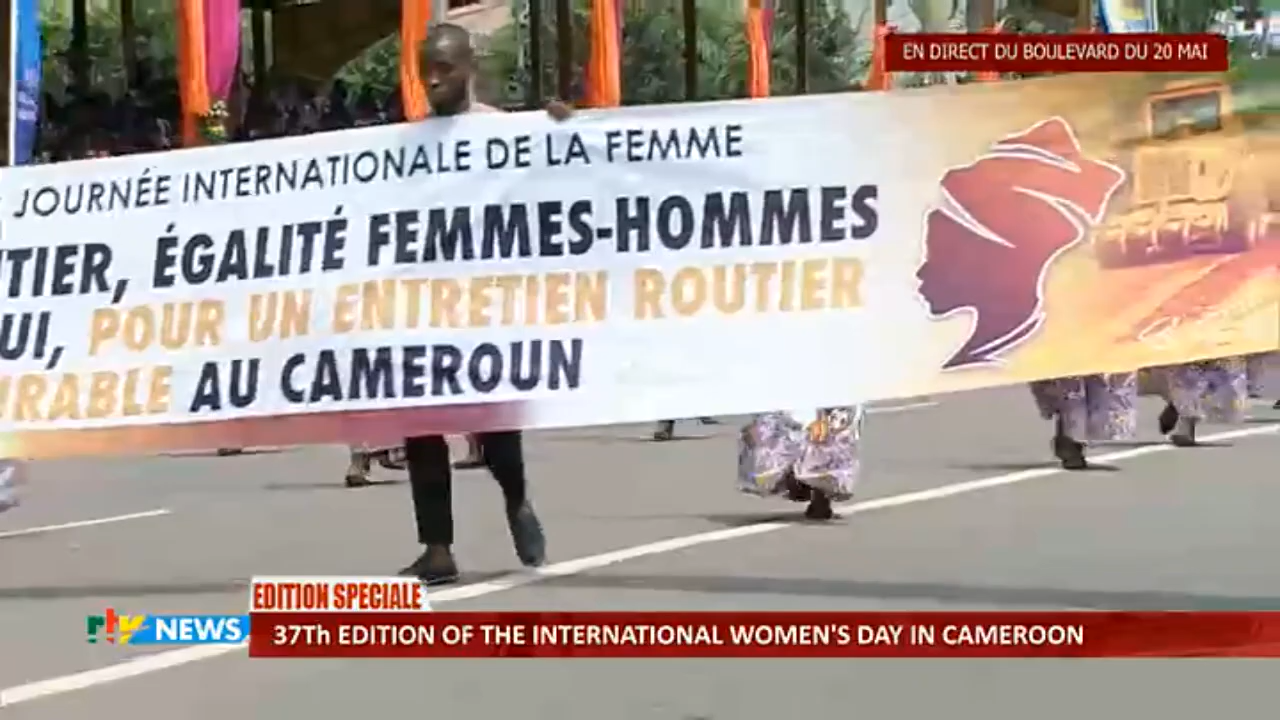 EN DIRECT DU BOULEVARD DU 20 MAI
JOURNÉE INTERNATIONALE DE LA FEMME
TIER, ÉGALITÉ FEMMES-HOMMES
UI, POUR UN ENTRETIEN ROUTIER
RABLE AU CAMEROUN
EDITION SPECIALE
NEWS
37Th EDITION OF THE INTERNATIONAL WOMEN'S DAY IN CAMEROON